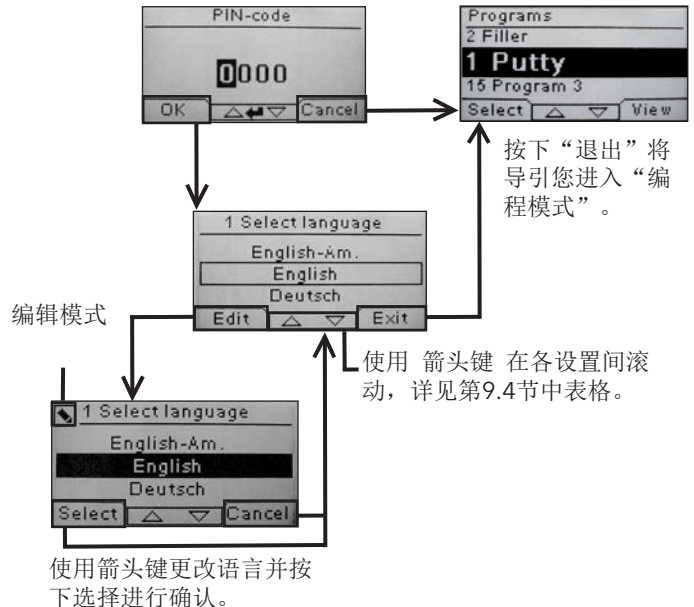 PIN-code
0000
OK
Cancel
Programs
2 Filler
1 Putty
15 Program 3
Select
View
按下“退出”将
导引您进入“编
程模式”。
1 Select language
English-Am.
English
Deutsch
Edit
Exit
编辑模式
使用 箭头键 在各设置间滚
动，详见第9.4节中表格。
1 Select language
English-Am.
English
Deutsch
Select
Cancel
使用箭头键更改语言并按
下选择进行确认。